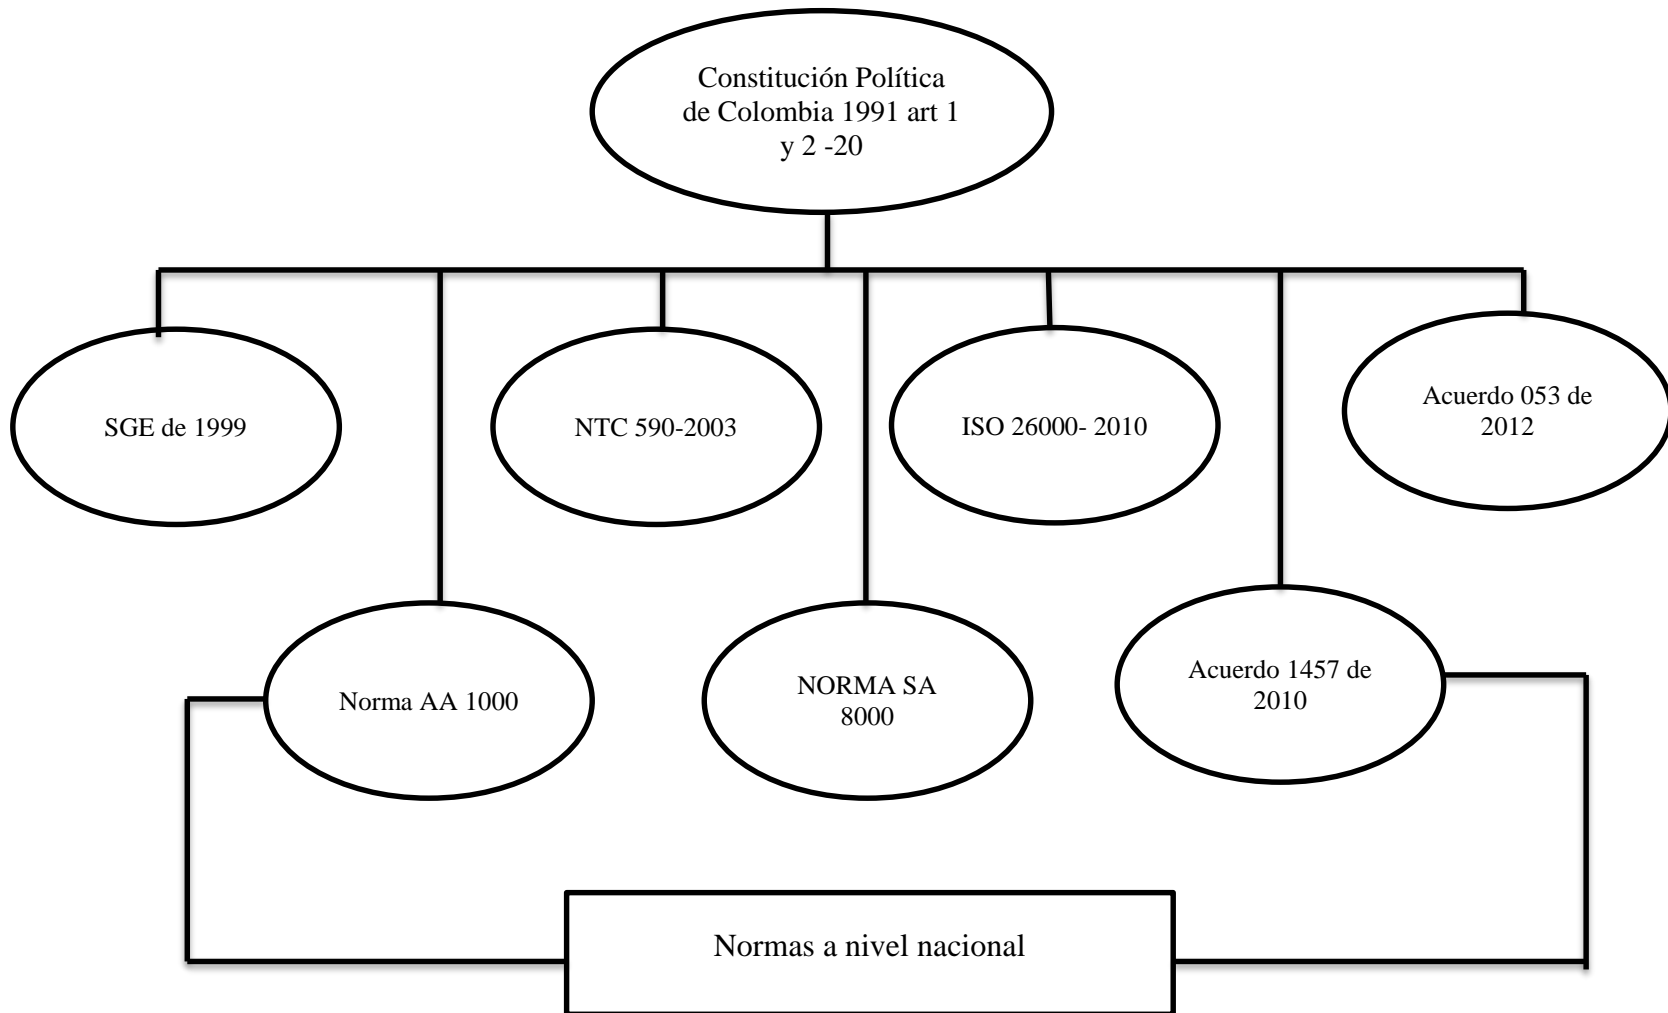 Constitución Política
de Colombia 1991 art 1
y 2 -20
SGE de 1999
NTC 590-2003
ISO 26000- 2010
Acuerdo 053 de
2012
Norma AA 1000
NORMA SA
8000
Acuerdo 1457 de
2010
Normas a nivel nacional